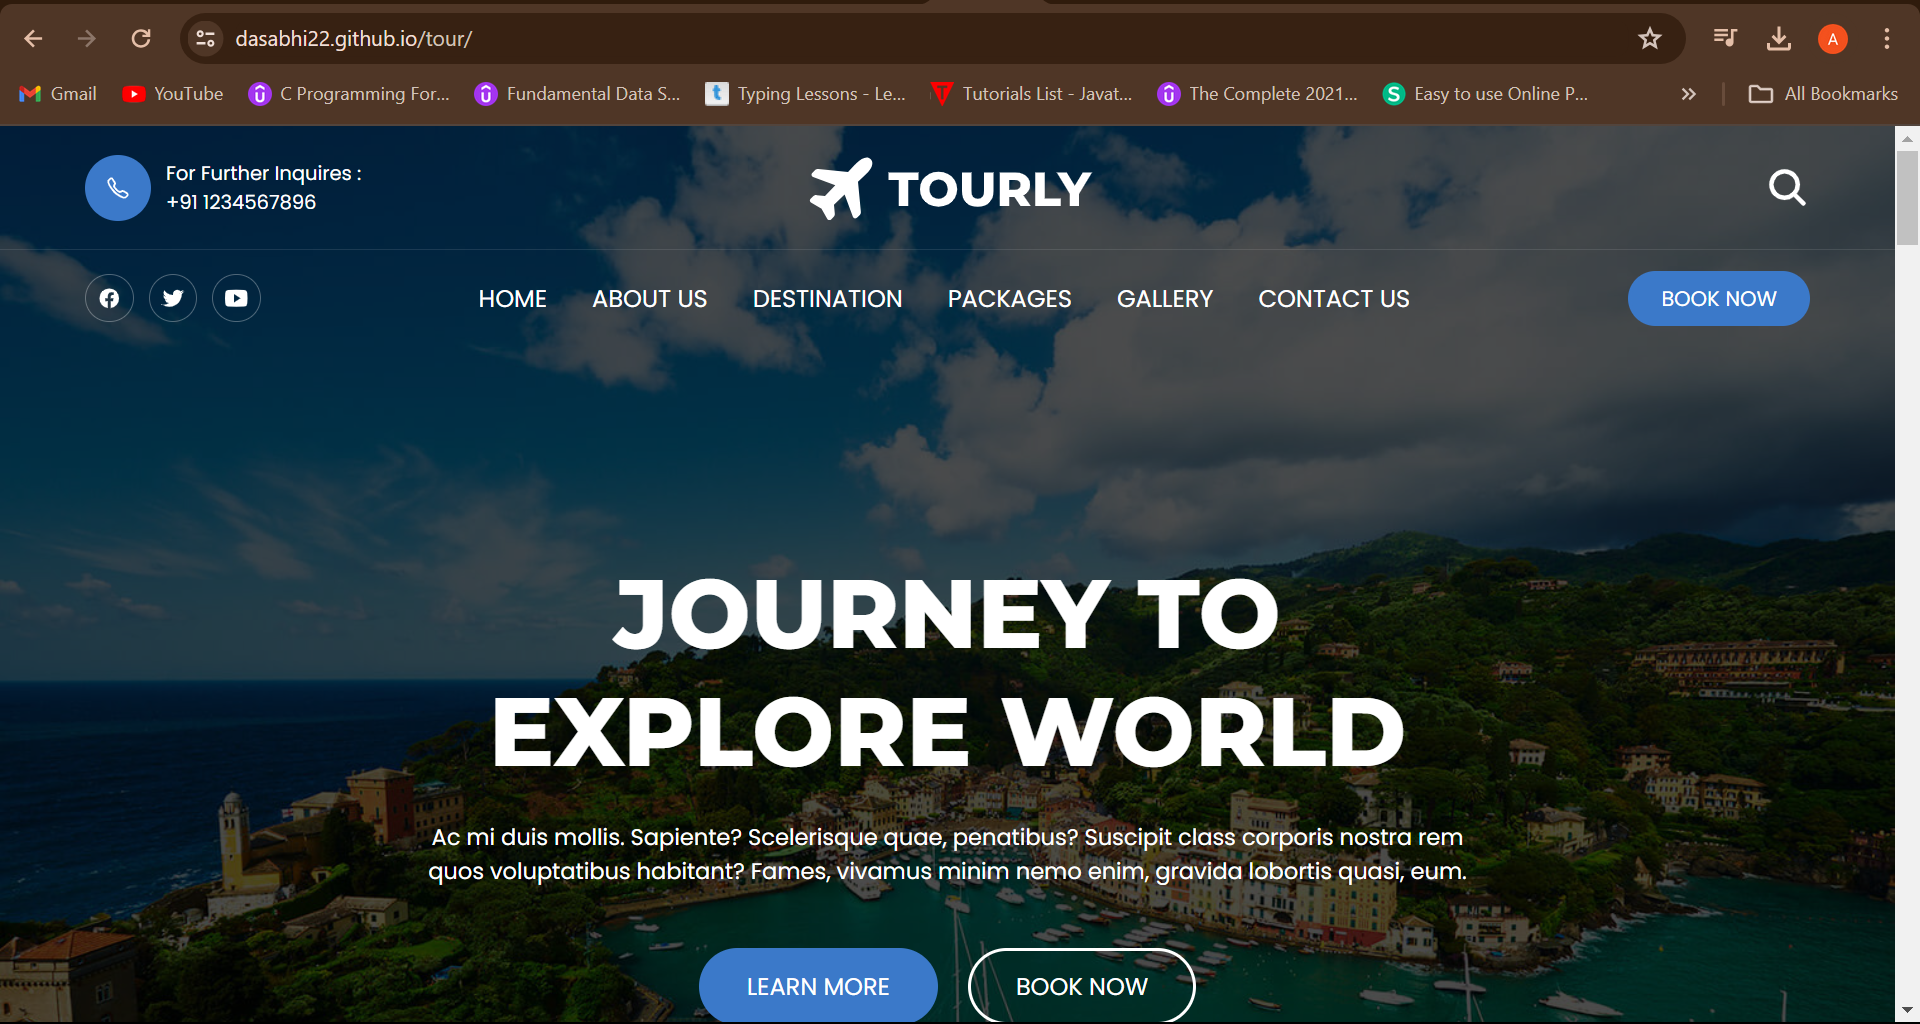 dasabhi22.github.io/tour/
A
Gmail
YouTube
C Programming For...
Fundamental Data S...
t
Typing Lessons - Le...
T
Tutorials List - Javat...
The Complete 2021...
S
Easy to use Online P...
All Bookmarks
For Further Inquires :
+91 1234567896
TOURLY
HOME
ABOUT US
DESTINATION
PACKAGES
GALLERY
CONTACT US
BOOK NOW
JOURNEY TO
EXPLORE WORLD
Ac mi duis mollis. Sapiente? Scelerisque quae, penatibus? Suscipit class corporis nostra rem
quos voluptatibus habitant? Fames, vivamus minim nemo enim, gravida lobortis quasi, eum.
LEARN MORE
BOOK NOW